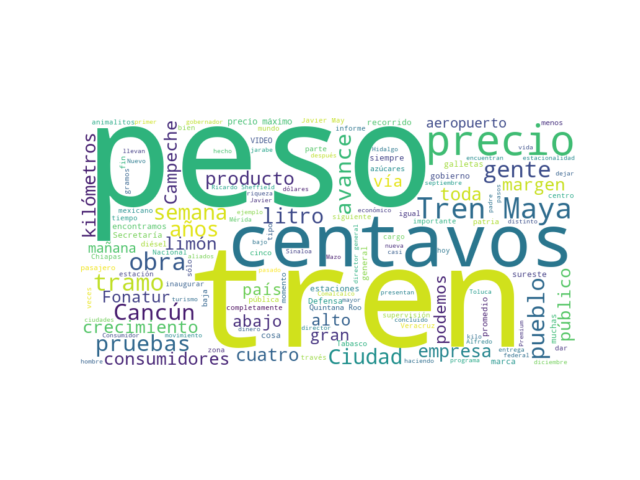 peso
centavos
tren
precio
Tren Maya
kilómetros
Campeche
producto
semana
años
litro
avance
vía
gente
margen
toda
aeropuerto
mañana
limón
obra
tramo
Fonatur
Cancún
crecimiento
pruebas
consumidores
país
abajo
alto
gran
cuatro
Ciudad
empresa
podemos
pueblo
público
sureste
animalitos
primer
gobernador
bien
precio máximo
mundo
VIDEO
hecho
jarabe
después
Javier May
informe
parte
recorrido
siempre
azúcares
Hidalgo
encuentran
vida
estacionalidad
menos
galletas
gobierno
septiembre
centro
dejar
patria
distinto
importante
igual
siguiente
económico
padre
pasos
llevan
fin
Nuevo
gramos
mexicano
tiempo
encontramos
Secretaría
diésel
Chiapas
Nacional
aliados
pasajero
estación
inaugurar
sólo
turismo
ciudades
Consumidor
movimiento
hombre
baja
zona
Ricardo Sheffield
dólares
riqueza
Javier
ejemplo
Mérida
tipo
bajo
cinco
Sinaloa
Mazo
director general
general
cargo
nueva
casi
hoy
completamente
pública
momento
estaciones
Defensa
mayor
Quintana Roo
director
dinero
cosa
través
Tabasco
presentan
Toluca
supervisión
Veracruz
concluido
promedio
kilo
Alfredo
haciendo
programa
marca
entrega
federal
Premium
muchas
dar
diciembre